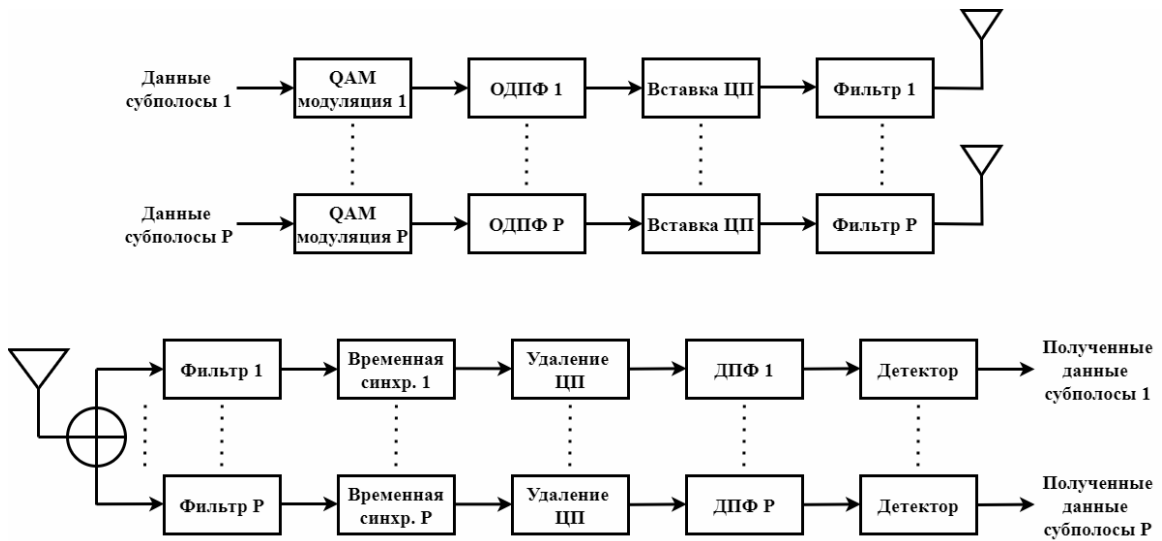 Данные
субполосы 1
QAM
модуляция 1
ОДПФ 1
Вставка ЦП
Фильтр 1
Данные
субполосы P
QAM
модуляция P
ОДПФ P
Вставка ЦП
Фильтр P
Фильтр 1
Временная
синхр. 1
Удаление
ЦП
ДПФ 1
Детектор
Полученные
данные
субполосы 1
Фильтр P
Временная
синхр. P
Удаление
ЦП
ДПФ P
Детектор
Полученные
данные
субполосы P